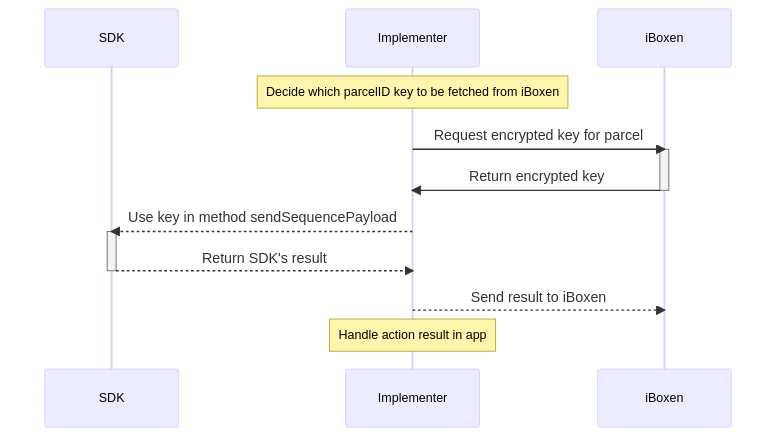 SDK
Implementer
iBoxen
Decide which parcelID key to be fetched from iBoxen
Request encrypted key for parcel
Return encrypted key
Use key in method sendSequencePayload
Return SDK's result
Send result to iBoxen
Handle action result in app
SDK
Implementer
iBoxen